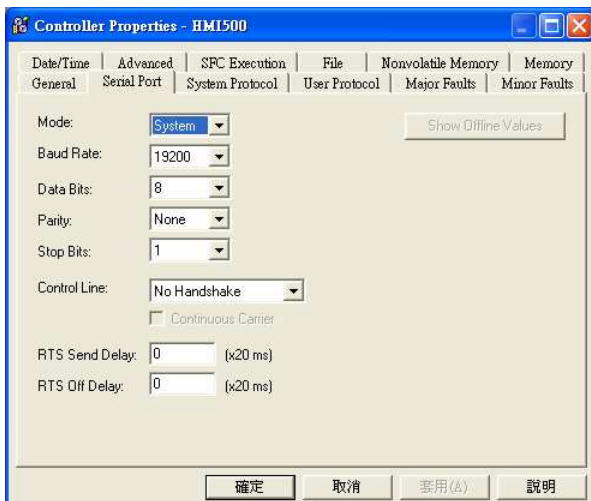 Controller Properties - HMI500
Date/Time Advanced SFC Execution File Nonvolatile Memory Memory
General Serial Port System Protocol User Protocol Major Faults Minor Faults
Mode: System Show Offline Values
Baud Rate: 19200
Data Bits: 8
Parity: None
Stop Bits: 1
Control Line: No Handshake
Continuous Carrier
RTS Send Delay: 0 (x20 ms)
RTS Off Delay: 0 (x20 ms)
確定 取消 套用(A) 說明